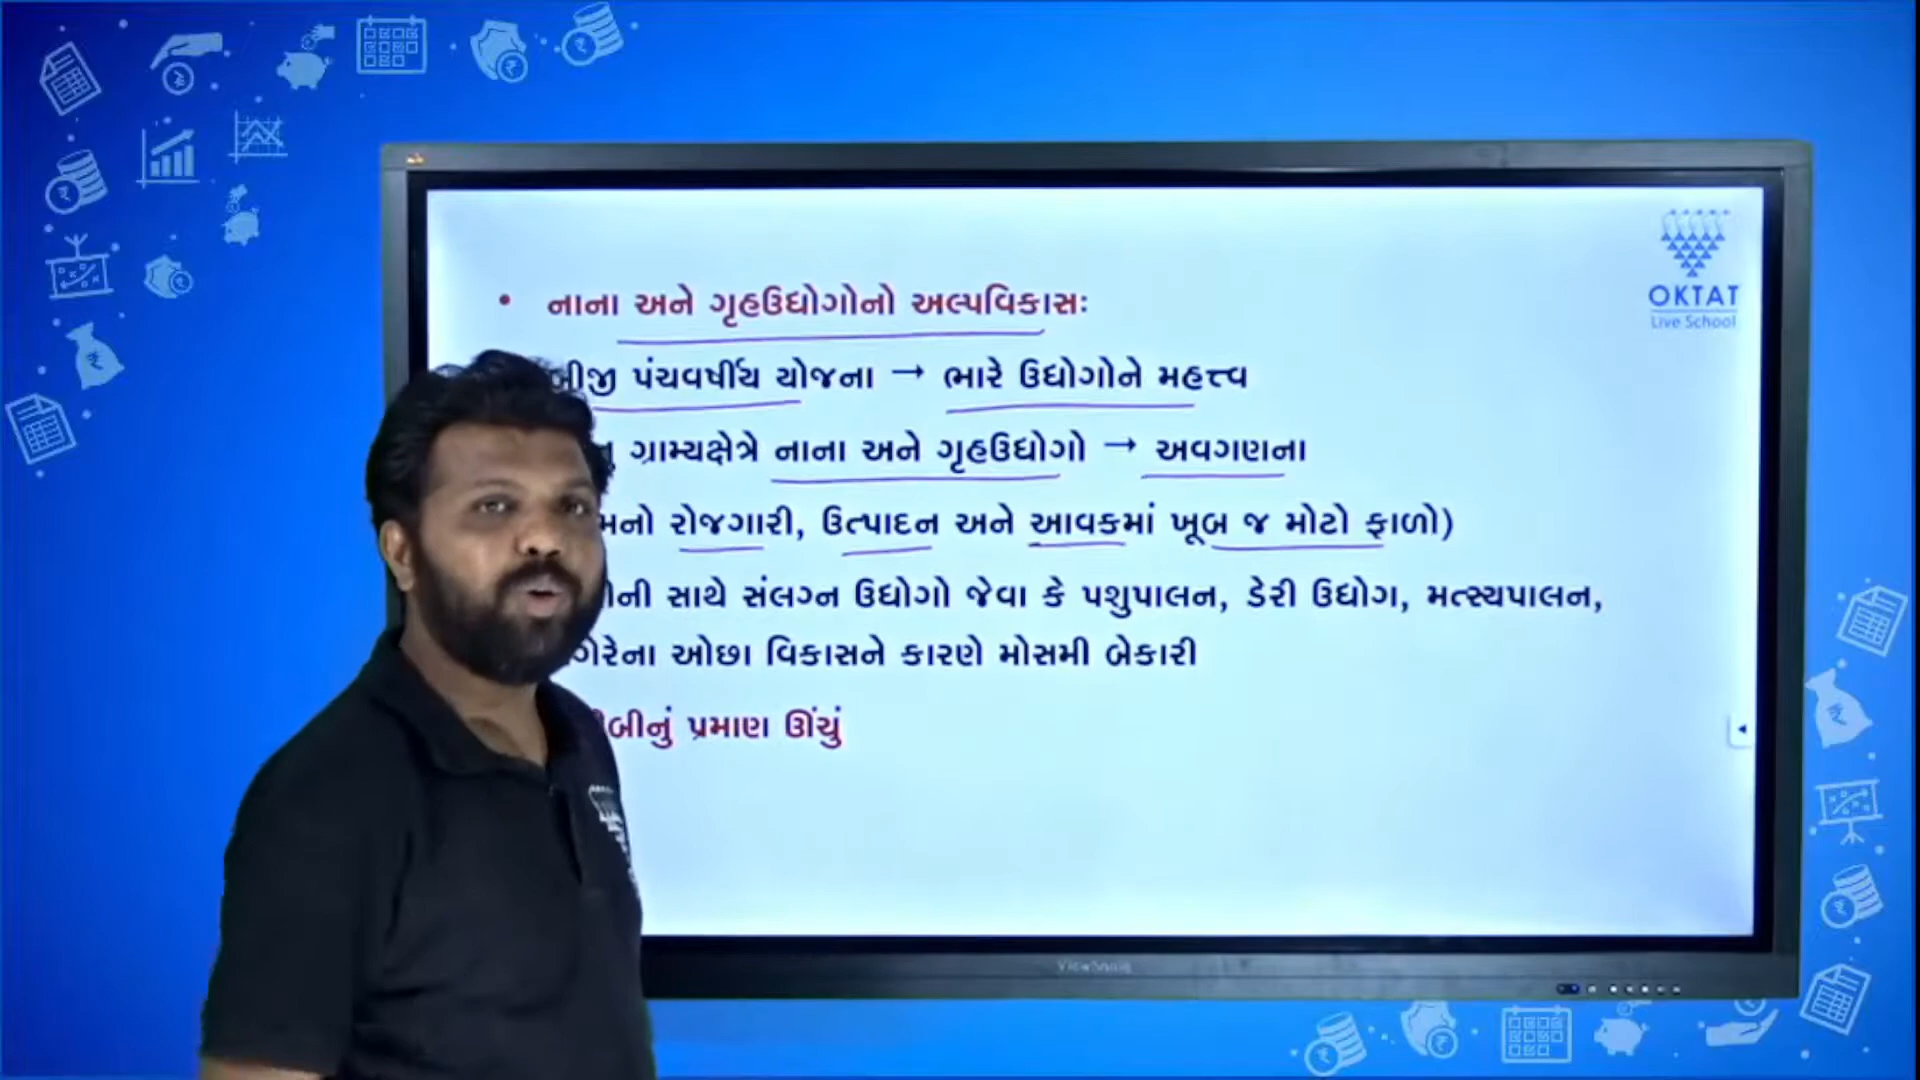 • નાના અને ગૃહઉદ્યોગોનો અલ્પવિકાસઃ
પંચવર્ષીય યોજના → ભારે ઉદ્યોગોને મહત્ત્વ
ગ્રામ્યક્ષેત્રે નાના અને ગૃહઉદ્યોગો → અવગણના
રોજગારી, ઉત્પાદન અને આવકમાં ખૂબ જ મોટો ફાળો)
સાથે સંલગ્ન ઉદ્યોગો જેવા કે પશુપાલન, ડેરી ઉદ્યોગ, મત્સ્યપાલન,
ઓછા વિકાસને કારણે મોસમી બેકારી
પ્રમાણ ઊંચું
OKTAT
Live School
ViewSonic